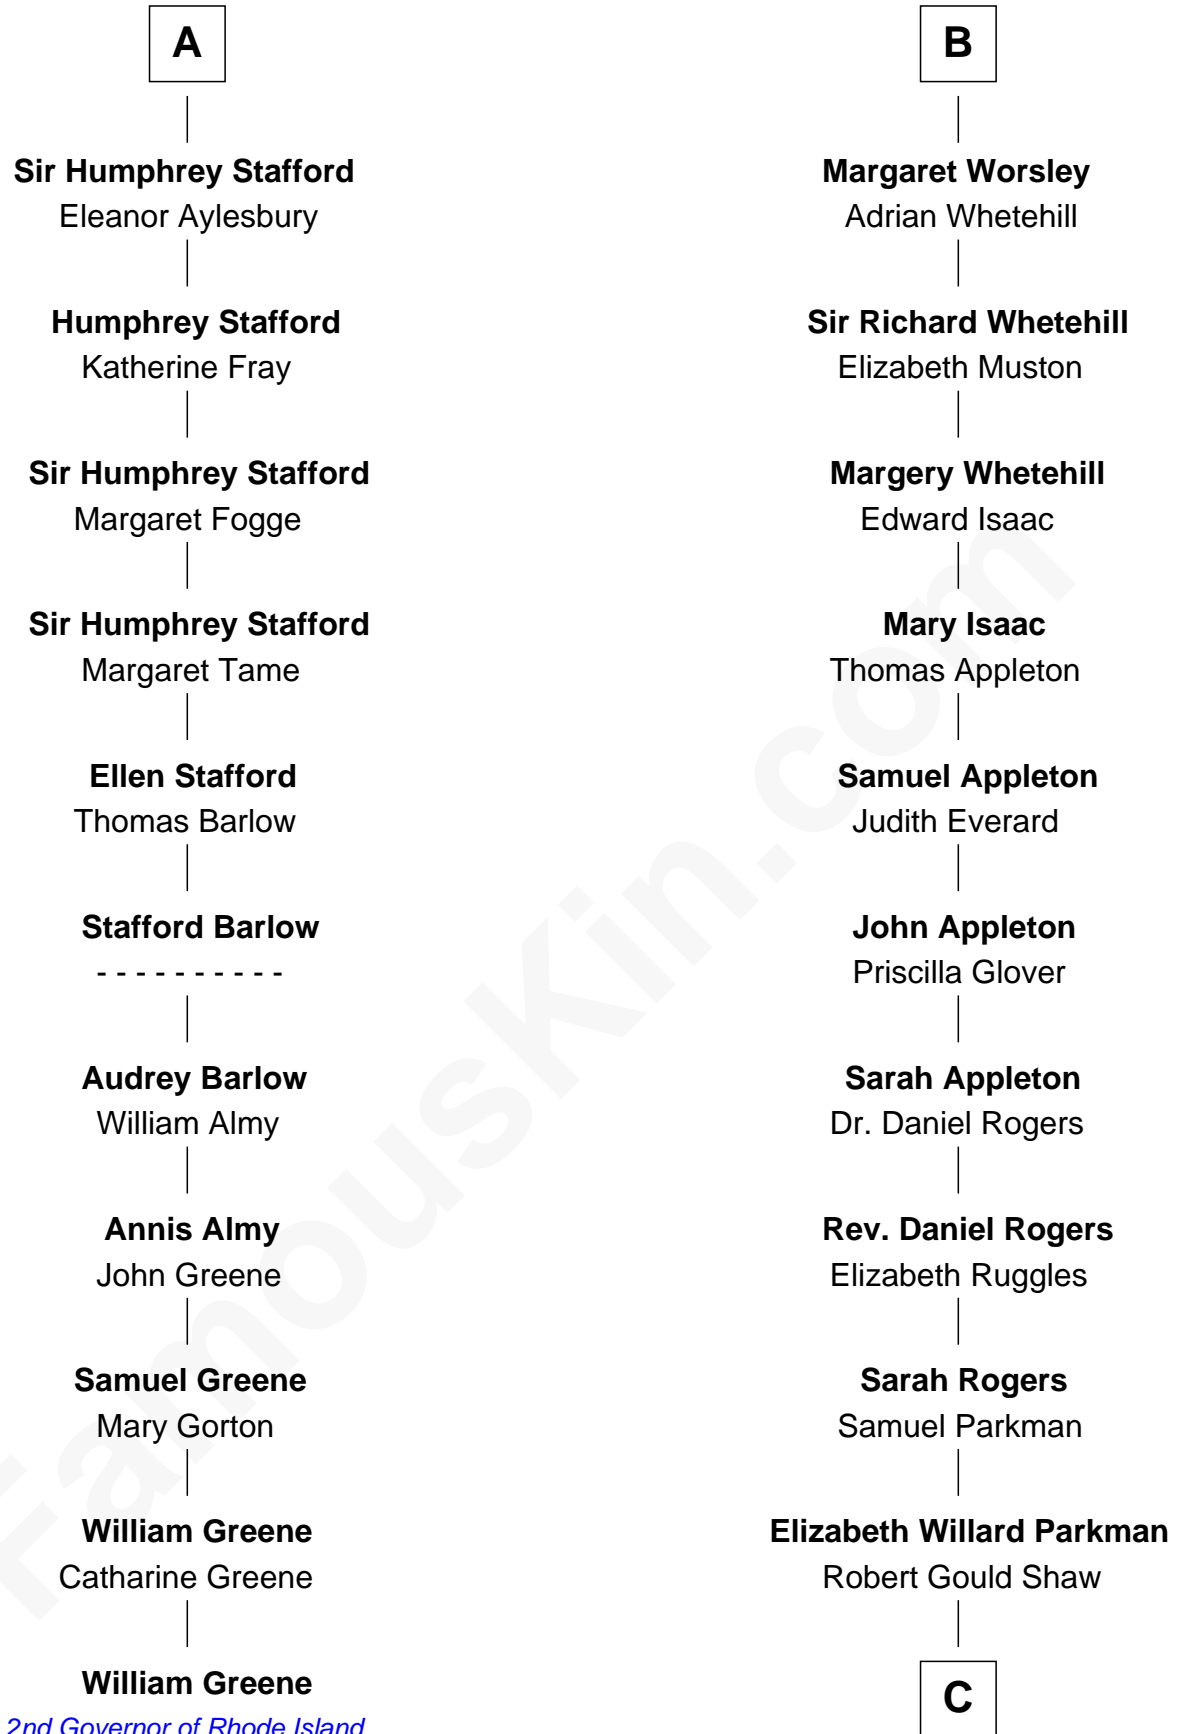 A
Sir Humphrey Stafford
Eleanor Aylesbury
Humphrey Stafford
Katherine Fray
Sir Humphrey Stafford
Margaret Fogge
Sir Humphrey Stafford
Margaret Tame
Ellen Stafford
Thomas Barlow
Stafford Barlow
- - - - - - - - - -
Audrey Barlow
William Almy
Annis Almy
John Greene
Samuel Greene
Mary Gorton
William Greene
Catharine Greene
William Greene
2nd Governor of Rhode Island
B
Margaret Worsley
Adrian Whetehill
Sir Richard Whetehill
Elizabeth Muston
Margery Whetehill
Edward Isaac
Mary Isaac
Thomas Appleton
Samuel Appleton
Judith Everard
John Appleton
Priscilla Glover
Sarah Appleton
Dr. Daniel Rogers
Rev. Daniel Rogers
Elizabeth Ruggles
Sarah Rogers
Samuel Parkman
Elizabeth Willard Parkman
Robert Gould Shaw
C
FamousKin.com